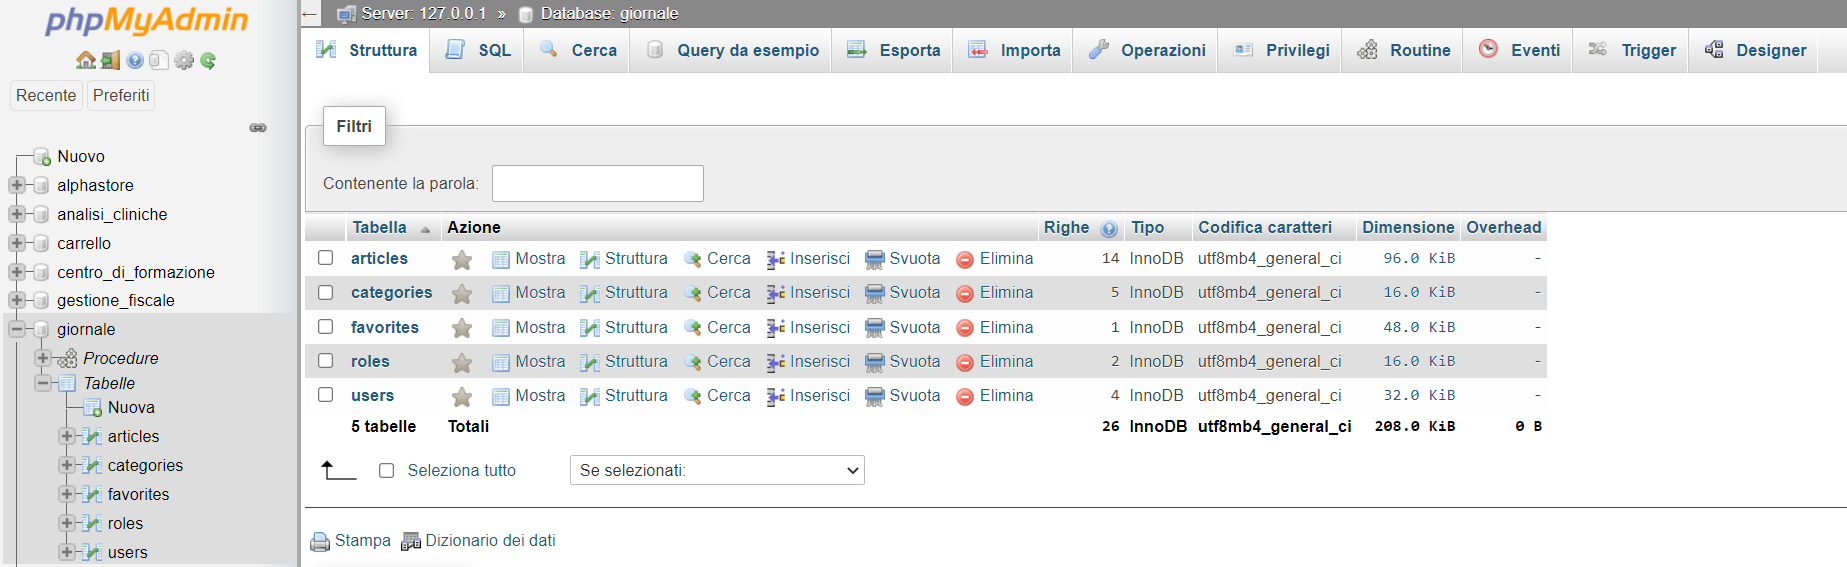 phpMyAdmin
Recente Preferiti
Nuovo
alphastore
analisi_cliniche
carrello
centro_di_formazione
gestione_fiscale
giornale
Procedure
Tabelle
Nuova
articles
categories
favorites
roles
users
← Server: 127.0.0.1 » Database: giornale
Struttura SQL Cerca Query da esempio Esporta Importa Operazioni Privilegi Routine Eventi Trigger Designer
Filtri
Contenente la parola:
Tabella Azione Righe Tipo Codifica caratteri Dimensione Overhead
articles Mostra Struttura Cerca Inserisci Svuota Elimina 14 InnoDB utf8mb4_general_ci 96.0 KiB -
categories Mostra Struttura Cerca Inserisci Svuota Elimina 5 InnoDB utf8mb4_general_ci 16.0 KiB -
favorites Mostra Struttura Cerca Inserisci Svuota Elimina 1 InnoDB utf8mb4_general_ci 48.0 KiB -
roles Mostra Struttura Cerca Inserisci Svuota Elimina 2 InnoDB utf8mb4_general_ci 16.0 KiB -
users Mostra Struttura Cerca Inserisci Svuota Elimina 4 InnoDB utf8mb4_general_ci 32.0 KiB -
5 tabelle Totali 26 InnoDB utf8mb4_general_ci 208.0 KiB 0 B
Seleziona tutto Se selezionati:
Stampa Dizionario dei dati